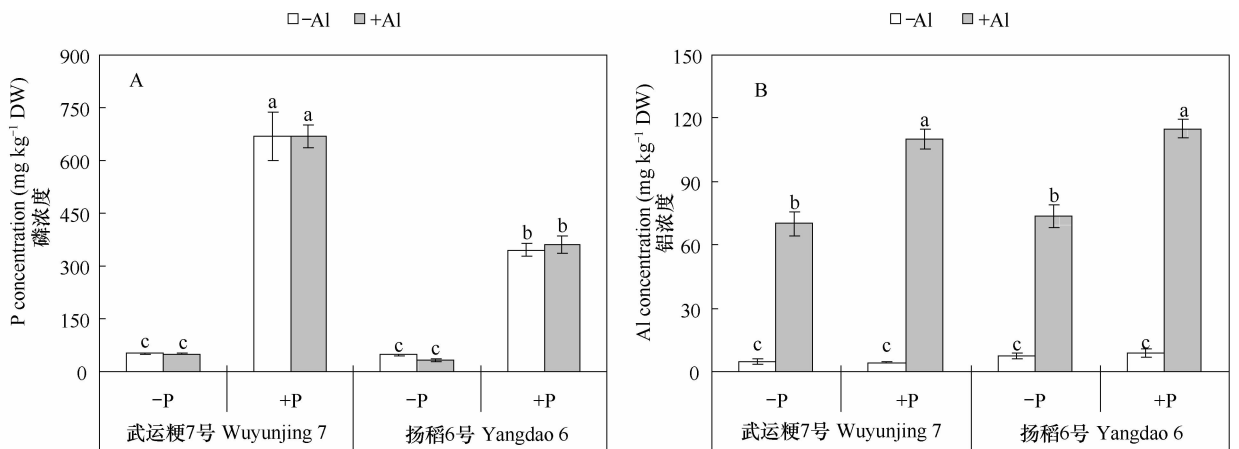 −Al +Al
A
P concentration (mg kg⁻¹ DW)
磷浓度
900
750
600
450
300
150
0
c c a a c c b b
−P +P −P +P
武运粳7号 Wuyunjing 7 扬稻6号 Yangdao 6
−Al +Al
B
Al concentration (mg kg⁻¹ DW)
铝浓度
150
120
90
60
30
0
c b c a c b c a
−P +P −P +P
武运粳7号 Wuyunjing 7 扬稻6号 Yangdao 6